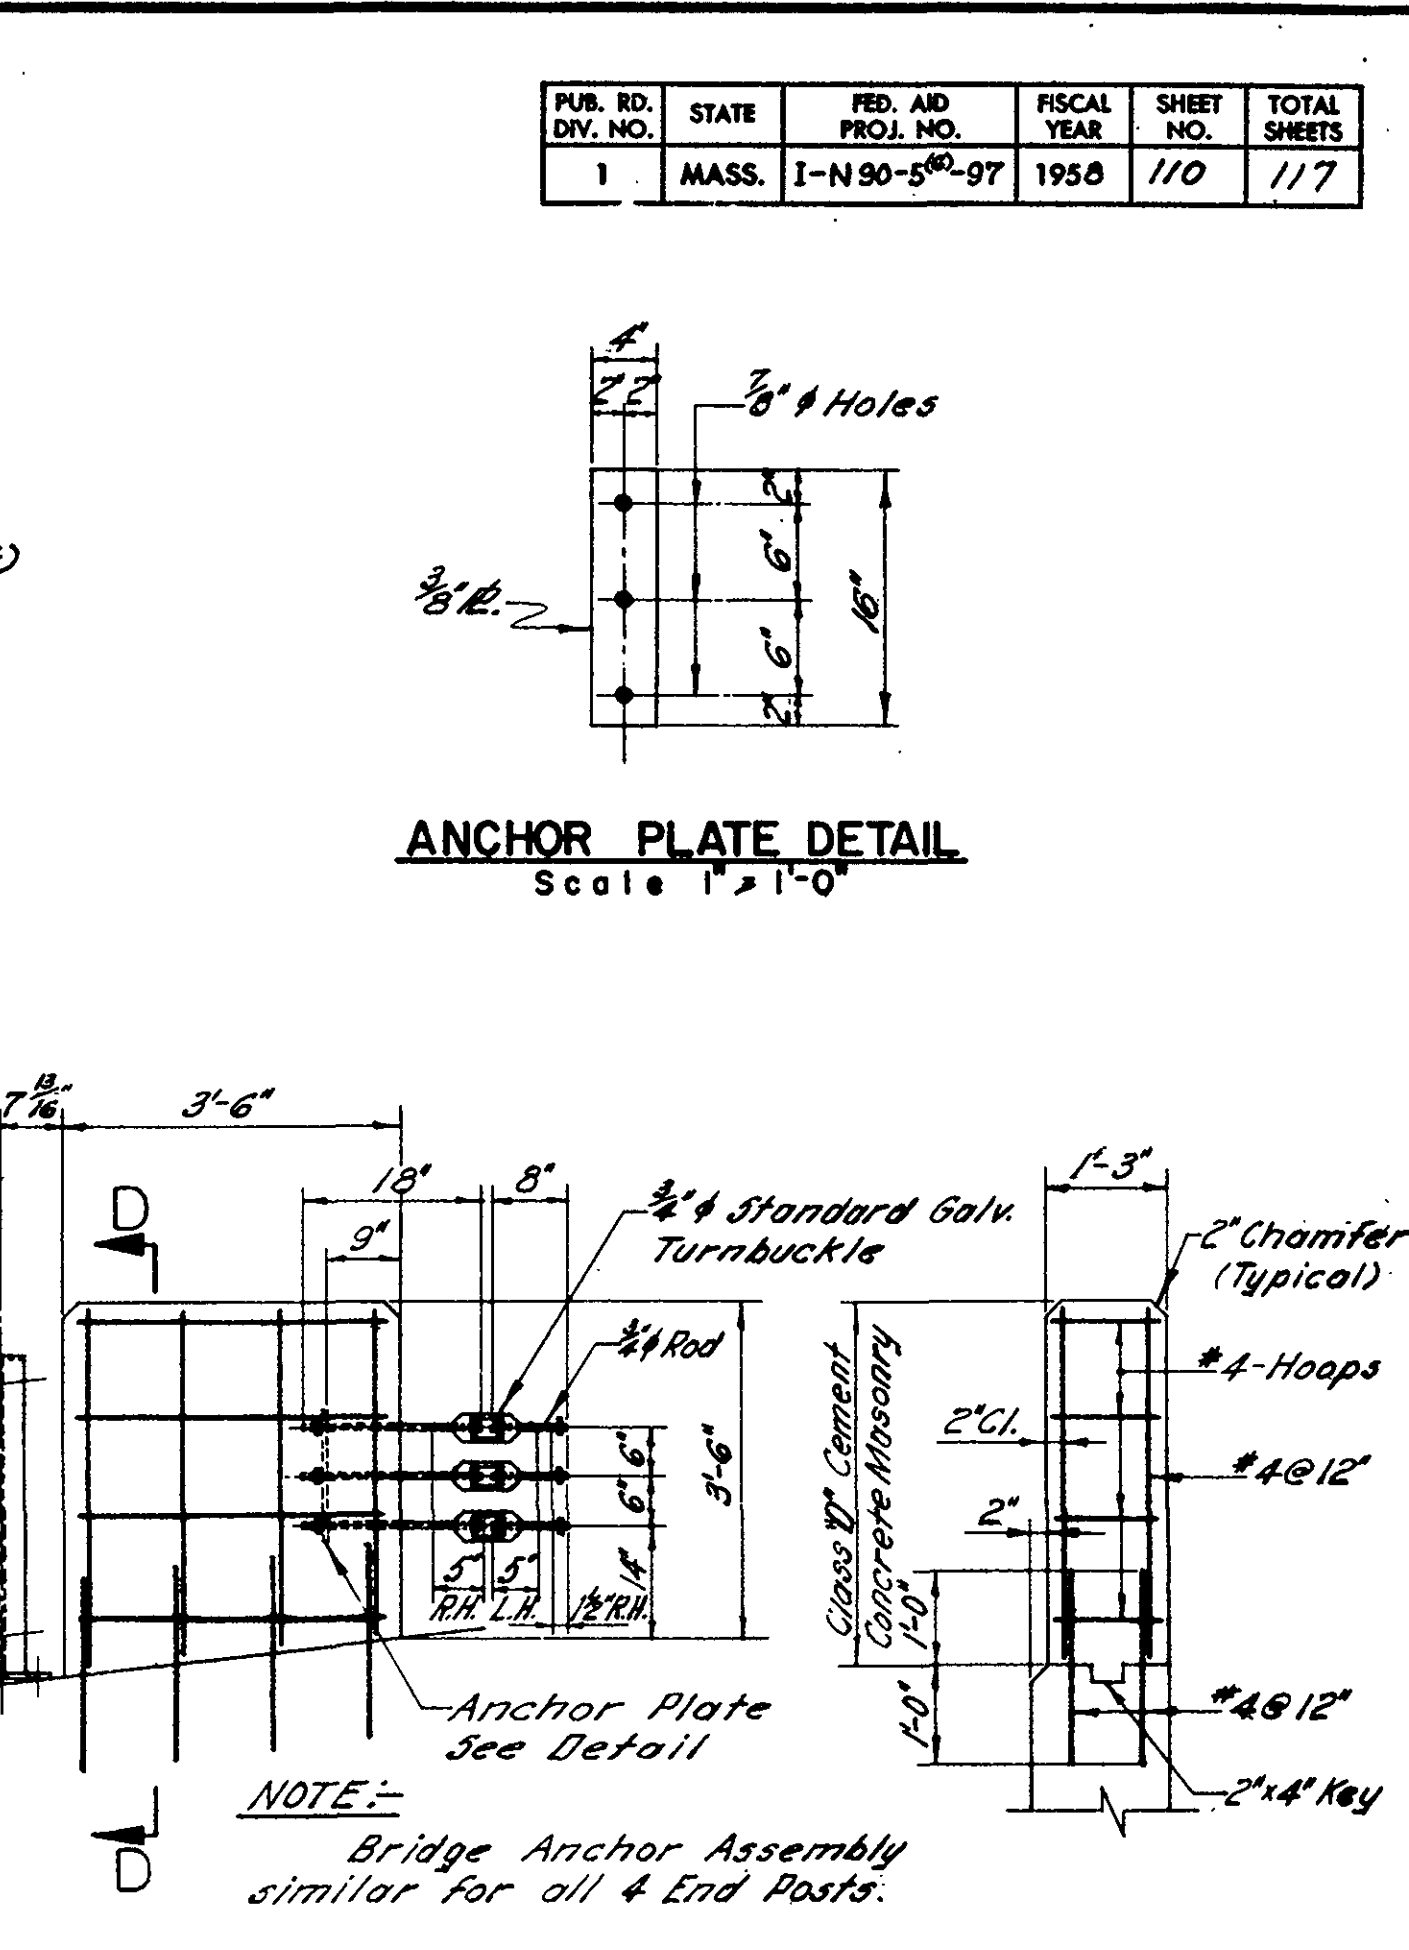 PUB. RD. DIV. NO. STATE FED. AID PROJ. NO. FISCAL YEAR SHEET NO. TOTAL SHEETS
1 MASS. I-N 90-5(6)-97 1958 110 117
4"
2" 2"
7/8" φ Holes
2"
6"
3/8" PL.
16"
6"
2"
ANCHOR PLATE DETAIL
Scale 1" = 1'-0"
7 13/16"
3'-6"
18"
8"
1'-3"
D
3/4" φ Standard Galv.
Turnbuckle
9"
2" Chamfer
(Typical)
3/4" φ Rod
#4-Hoops
2" Cl.
Class "D" Cement
Concrete Masonry
6"
6"
3'-6"
#4@12"
2"
14"
5" 5"
R.H. L.H. 1 1/2" R.H.
1'-0"
1'-0"
Anchor Plate
See Detail
#4@12"
NOTE:-
2"x4" Key
D
Bridge Anchor Assembly
similar for all 4 End Posts.